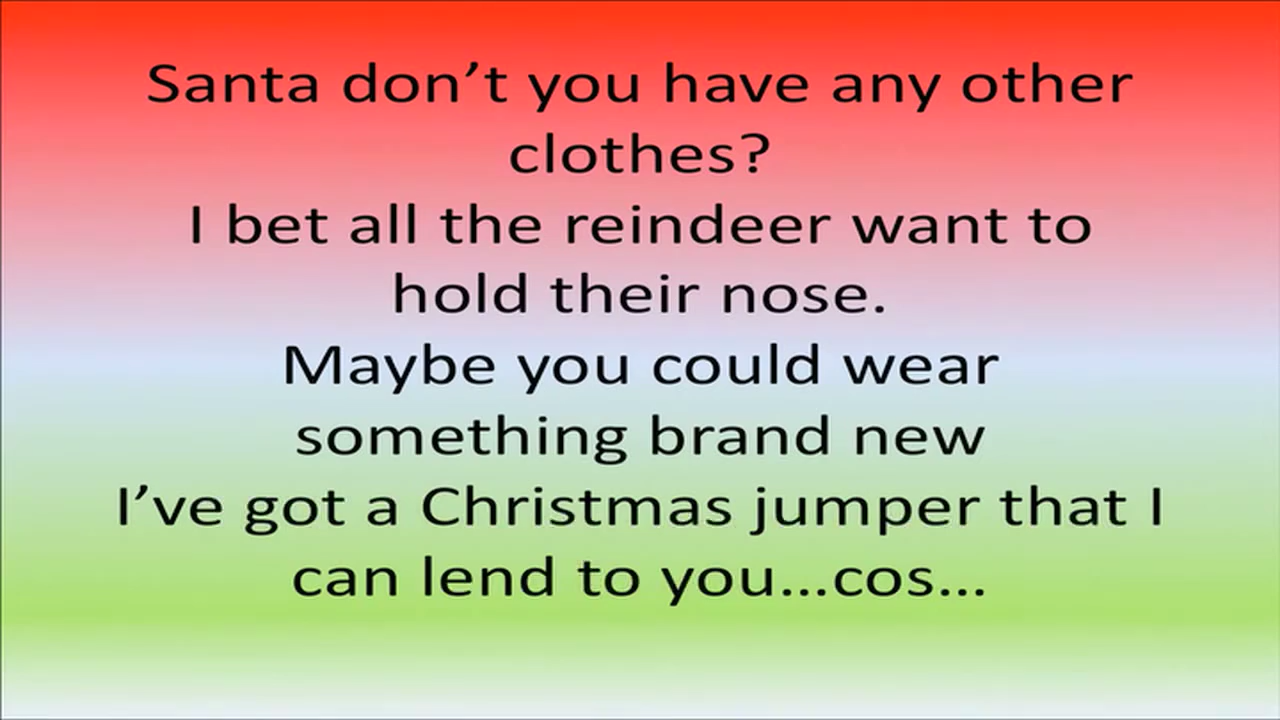 Santa don’t you have any other
clothes?
I bet all the reindeer want to
hold their nose.
Maybe you could wear
something brand new
I’ve got a Christmas jumper that I
can lend to you…cos…